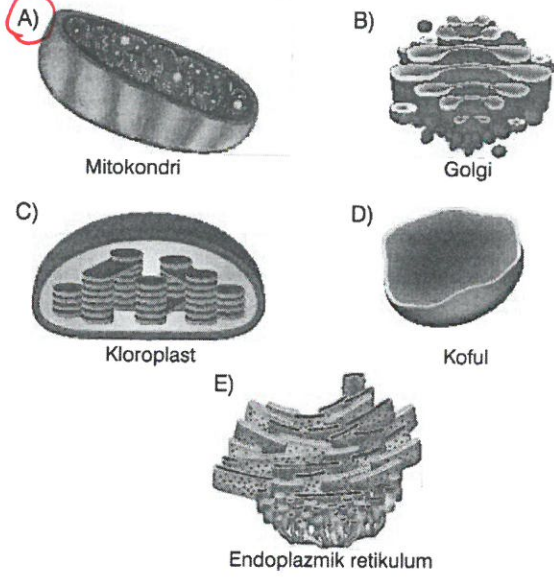 A)
B)
Mitokondri
Golgi
C)
D)
Kloroplast
Koful
E)
Endoplazmik retikulum